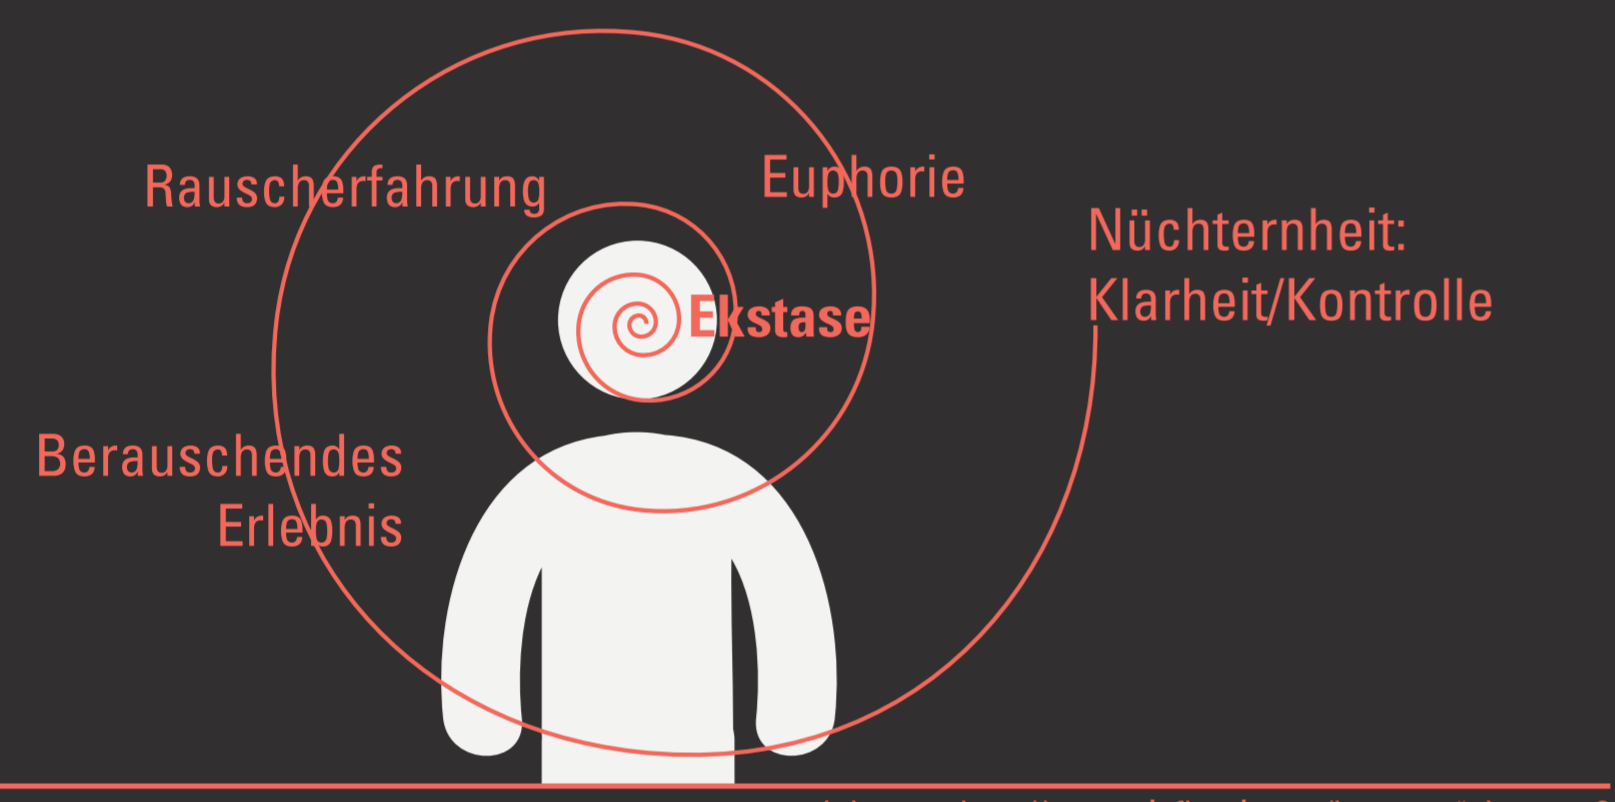 Rauscherfahrung
Euphorie
Nüchternheit:
Klarheit/Kontrolle
Ekstase
Berauschendes
Erlebnis